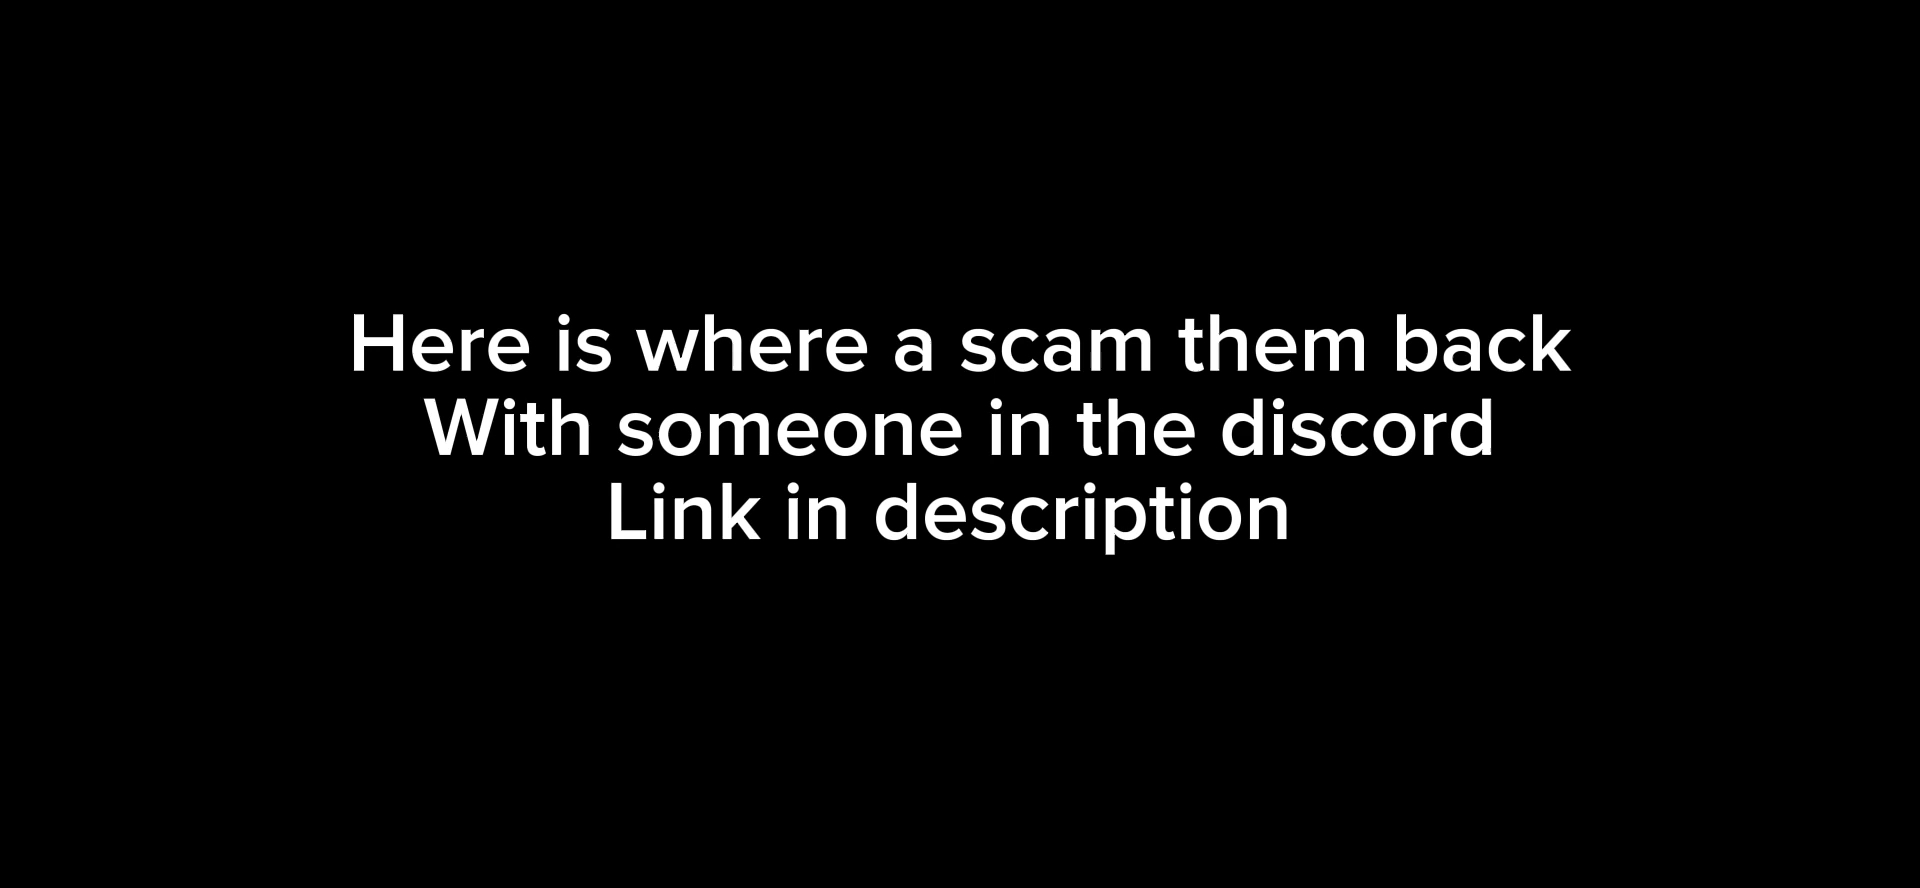 Here is where a scam them back
With someone in the discord
Link in description